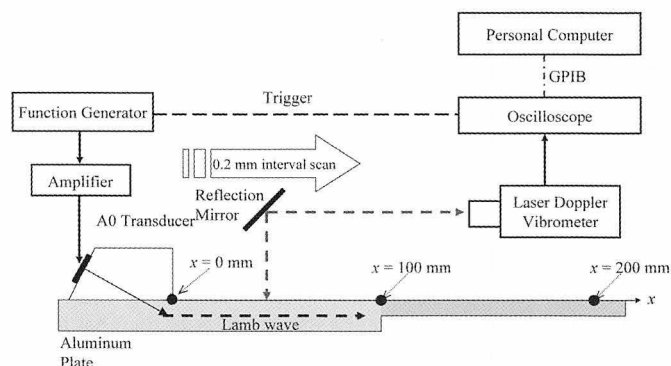 Personal Computer
GPIB
Function Generator
Trigger
Oscilloscope
0.2 mm interval scan
Amplifier
Reflection
Mirror
Laser Doppler
Vibrometer
A0 Transducer
x = 0 mm
x = 100 mm
x = 200 mm
x
Lamb wave
Aluminum
Plate